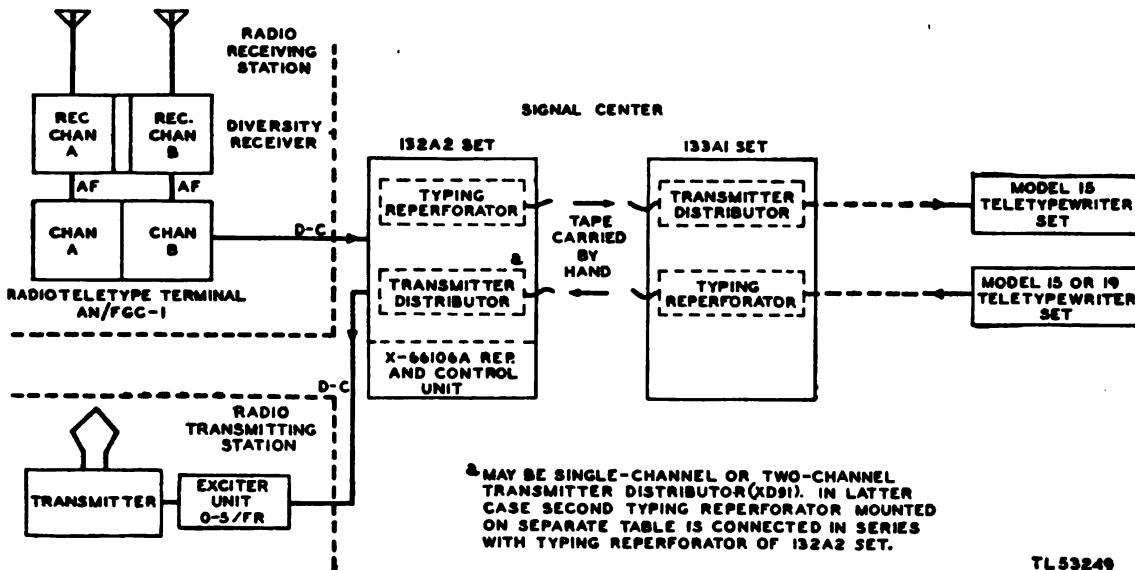 RADIO
RECEIVING
STATION
REC
CHAN
A
REC.
CHAN
B
DIVERSITY
RECEIVER
AF
AF
CHAN
A
CHAN
B
D-C
RADIOTELETYPE TERMINAL
AN/FGC-1
SIGNAL CENTER
132A2 SET
TYPING
REPERFORATOR
a
TRANSMITTER
DISTRIBUTOR
X-66106A REP.
AND CONTROL
UNIT
TAPE
CARRIED
BY
HAND
133A1 SET
TRANSMITTER
DISTRIBUTOR
TYPING
REPERFORATOR
MODEL 15
TELETYPEWRITER
SET
MODEL 15 OR 19
TELETYPEWRITER
SET
D-C
RADIO
TRANSMITTING
STATION
TRANSMITTER
EXCITER
UNIT
O-5/FR
a MAY BE SINGLE-CHANNEL OR TWO-CHANNEL
TRANSMITTER DISTRIBUTOR (XD91). IN LATTER
CASE SECOND TYPING REPERFORATOR MOUNTED
ON SEPARATE TABLE IS CONNECTED IN SERIES
WITH TYPING REPERFORATOR OF 132A2 SET.
TL53249